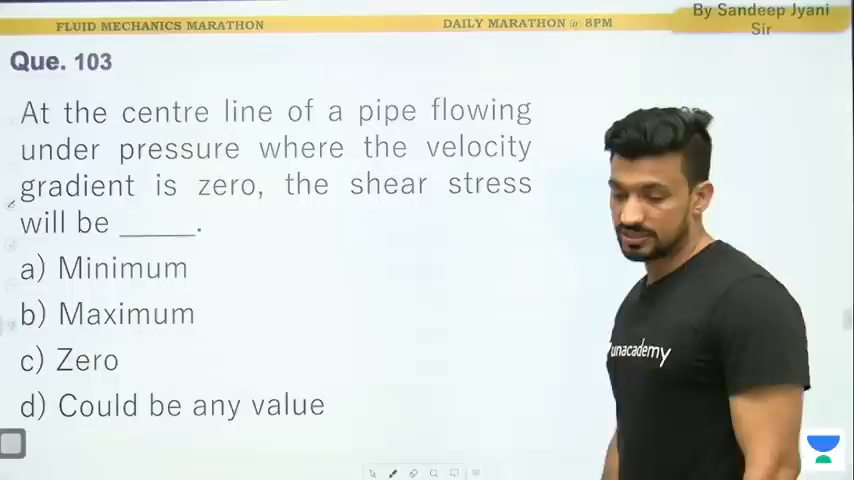 FLUID MECHANICS MARATHON
DAILY MARATHON @ 8PM
By Sandeep Jyani
Sir
Que. 103
At the centre line of a pipe flowing
under pressure where the velocity
gradient is zero, the shear stress
will be _____.
a) Minimum
b) Maximum
c) Zero
d) Could be any value
unacademy